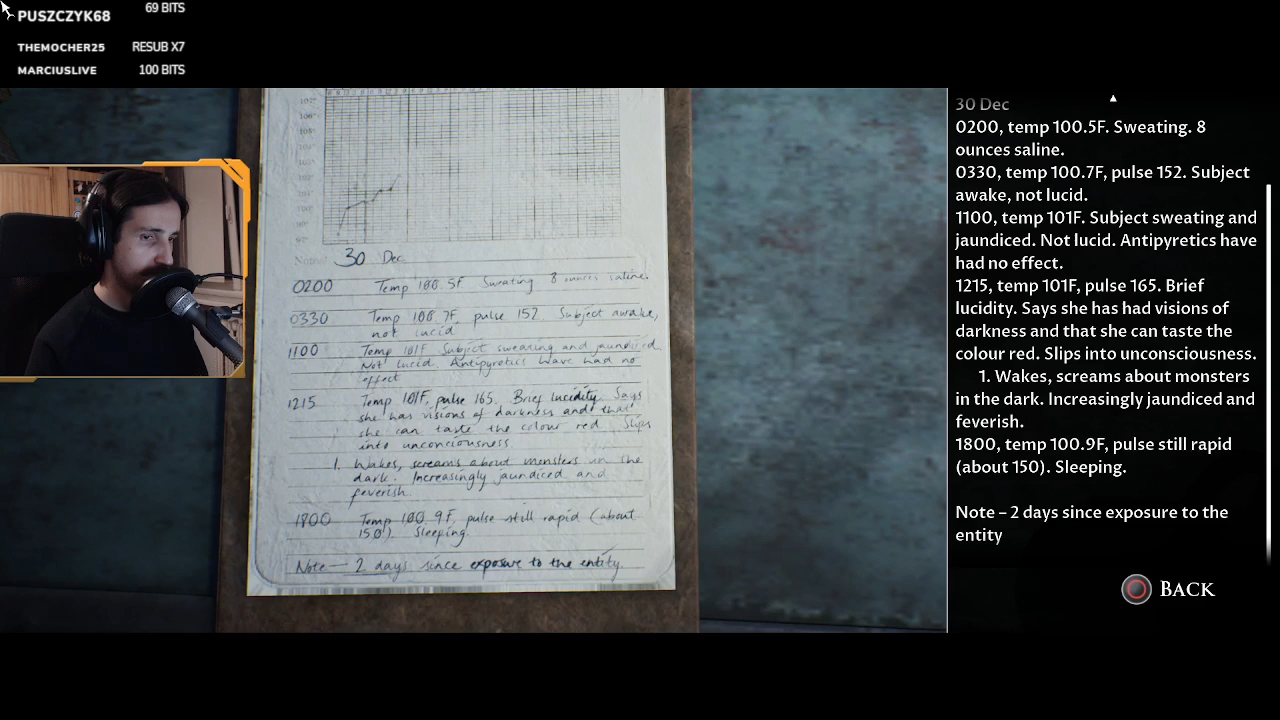 PUSZCZYK68 69 BITS
THEMOCHER25 RESUB X7
MARCIUSLIVE 100 BITS
107°
106°
105°
104°
103°
102°
101°
100°
30 Dec
0200 Temp 100.5F Sweating 8 ounces saline.
0330 Temp 100.7F, pulse 152. Subject awake,
not lucid
1100 Temp 101F Subject sweating and jaundiced.
Not lucid. Antipyretics have had no
effect
1215 Temp 101F, pulse 165. Brief lucidity. Says
she has visions of darkness and that
she can taste the colour red. Slips
into unconciousness.
1. Wakes, screams about monsters in the
dark. Increasingly jaundiced and
feverish.
1800 Temp 100.9F, pulse still rapid (about
150). Sleeping.
Note — 2 days since exposure to the entity.
30 Dec
0200, temp 100.5F. Sweating. 8
ounces saline.
0330, temp 100.7F, pulse 152. Subject
awake, not lucid.
1100, temp 101F. Subject sweating and
jaundiced. Not lucid. Antipyretics have
had no effect.
1215, temp 101F, pulse 165. Brief
lucidity. Says she has had visions of
darkness and that she can taste the
colour red. Slips into unconsciousness.
1. Wakes, screams about monsters
in the dark. Increasingly jaundiced and
feverish.
1800, temp 100.9F, pulse still rapid
(about 150). Sleeping.
Note – 2 days since exposure to the
entity
BACK